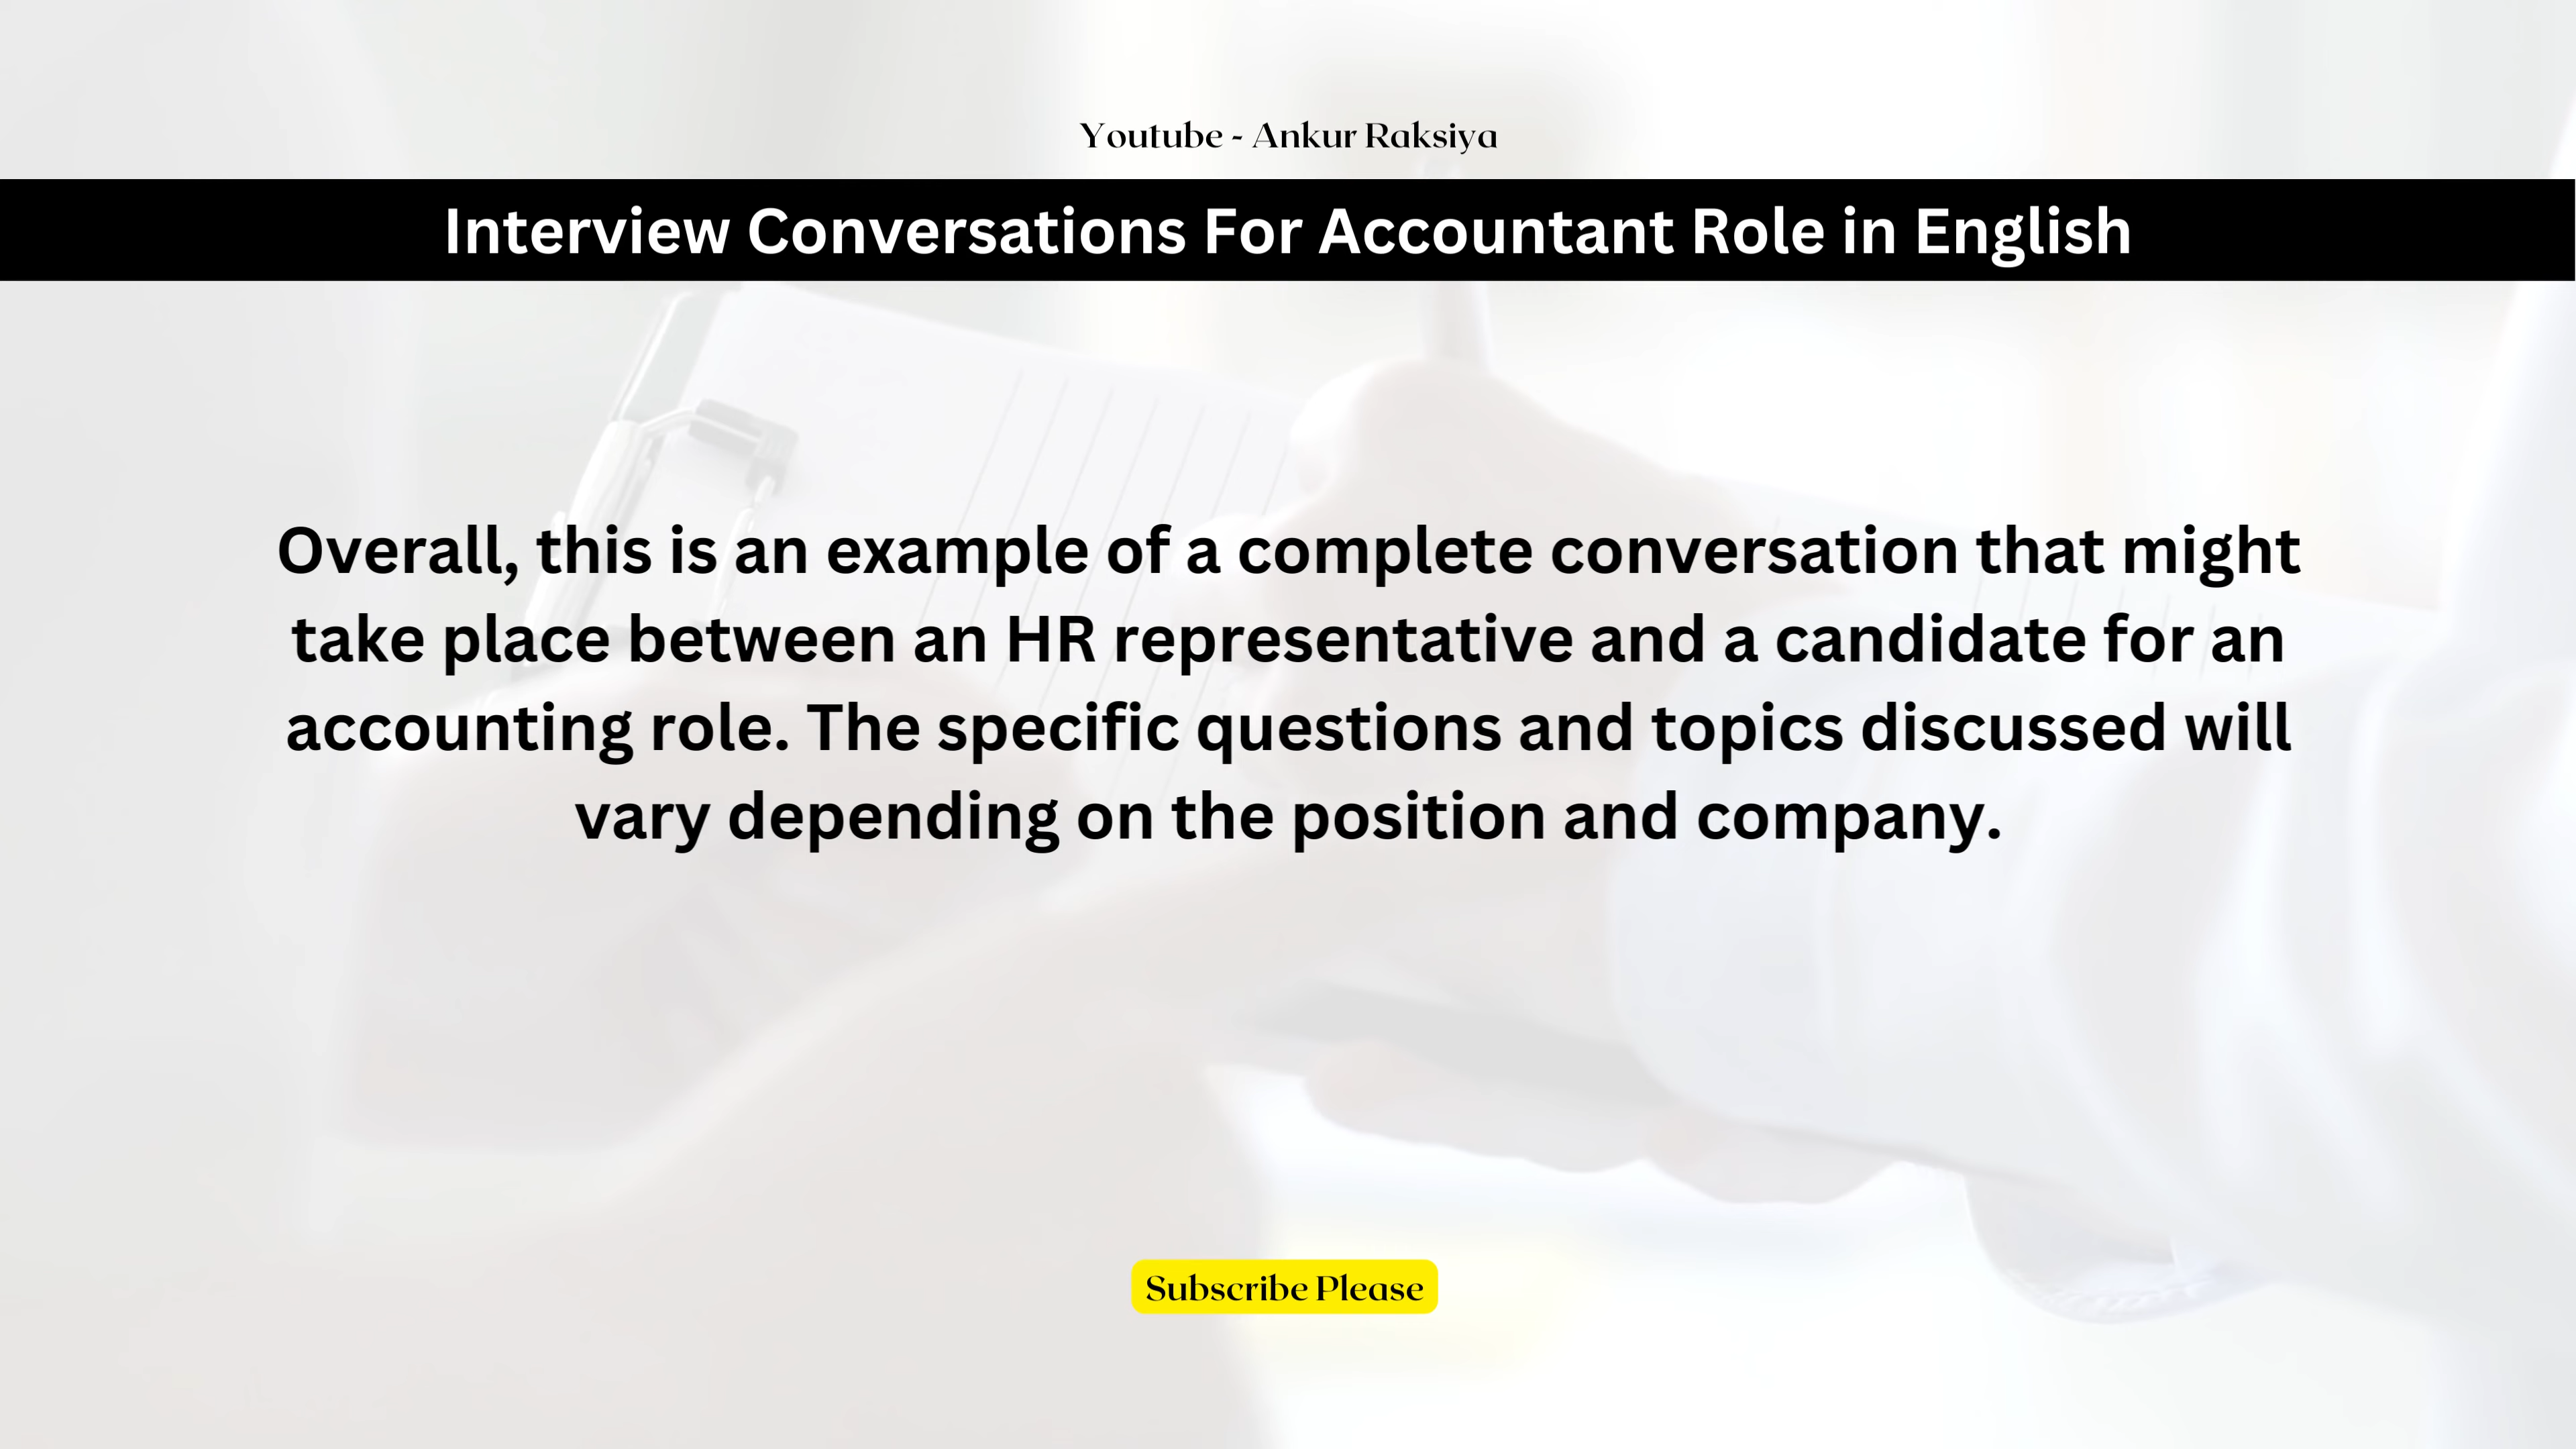 Youtube - Ankur Raksiya
Interview Conversations For Accountant Role in English
Overall, this is an example of a complete conversation that might
take place between an HR representative and a candidate for an
accounting role. The specific questions and topics discussed will
vary depending on the position and company.
Subscribe Please